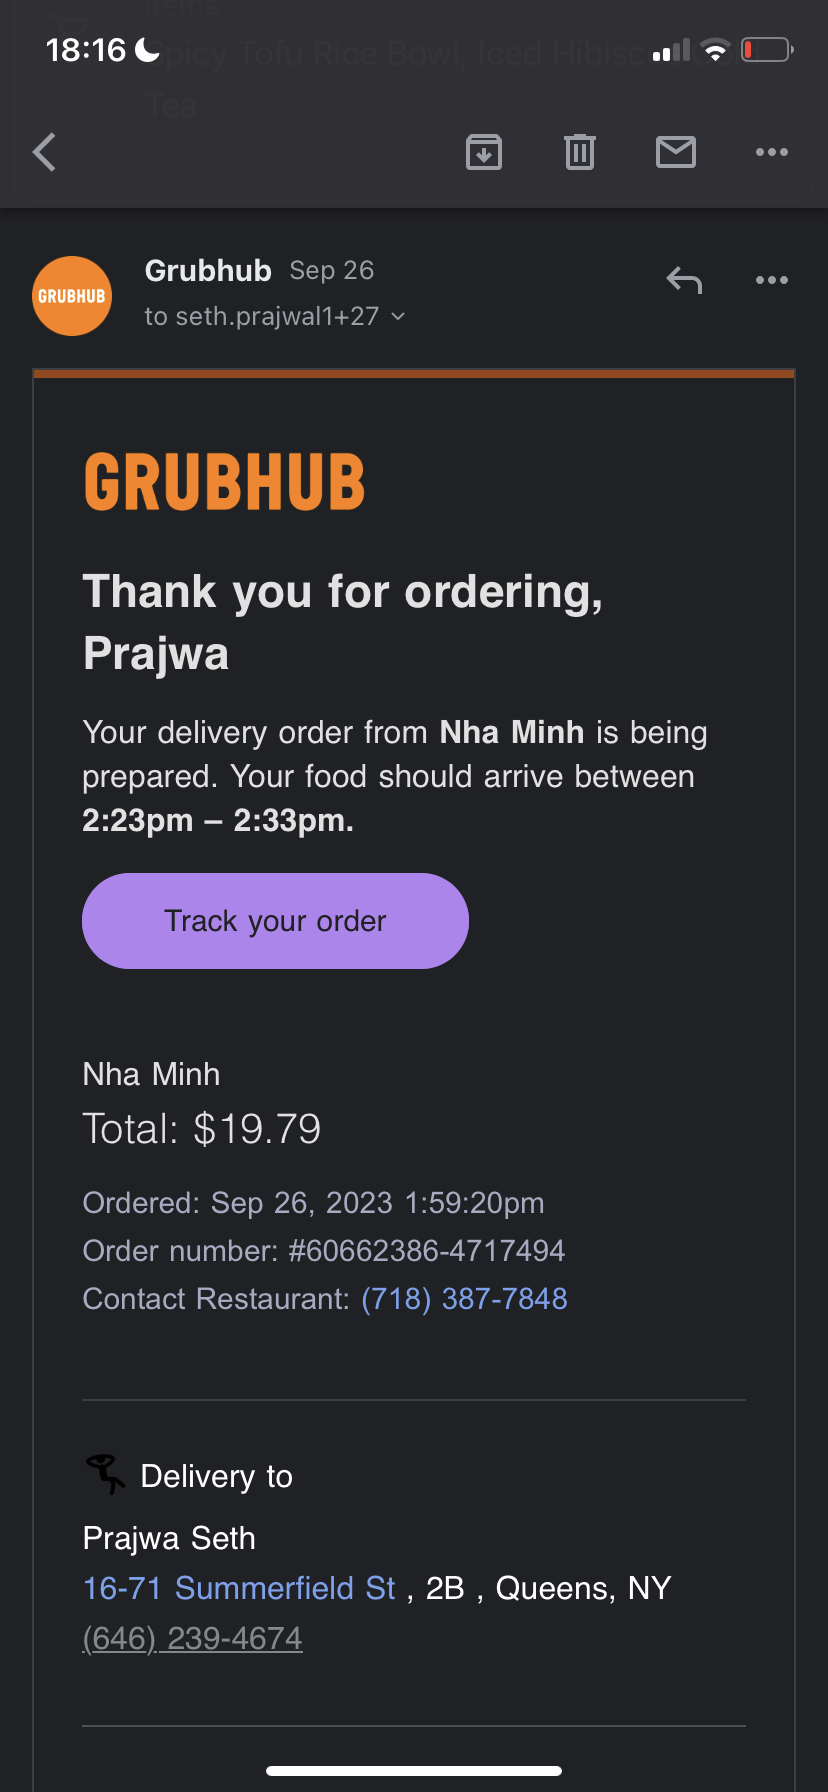 Items
18:16
Spicy Tofu Rice Bowl, Iced Hibiscus
Tea
GRUBHUB
Grubhub Sep 26
to seth.prajwal1+27
GRUBHUB
Thank you for ordering,
Prajwa
Your delivery order from Nha Minh is being
prepared. Your food should arrive between
2:23pm – 2:33pm.
Track your order
Nha Minh
Total: $19.79
Ordered: Sep 26, 2023 1:59:20pm
Order number: #60662386-4717494
Contact Restaurant: (718) 387-7848
Delivery to
Prajwa Seth
16-71 Summerfield St , 2B , Queens, NY
(646) 239-4674